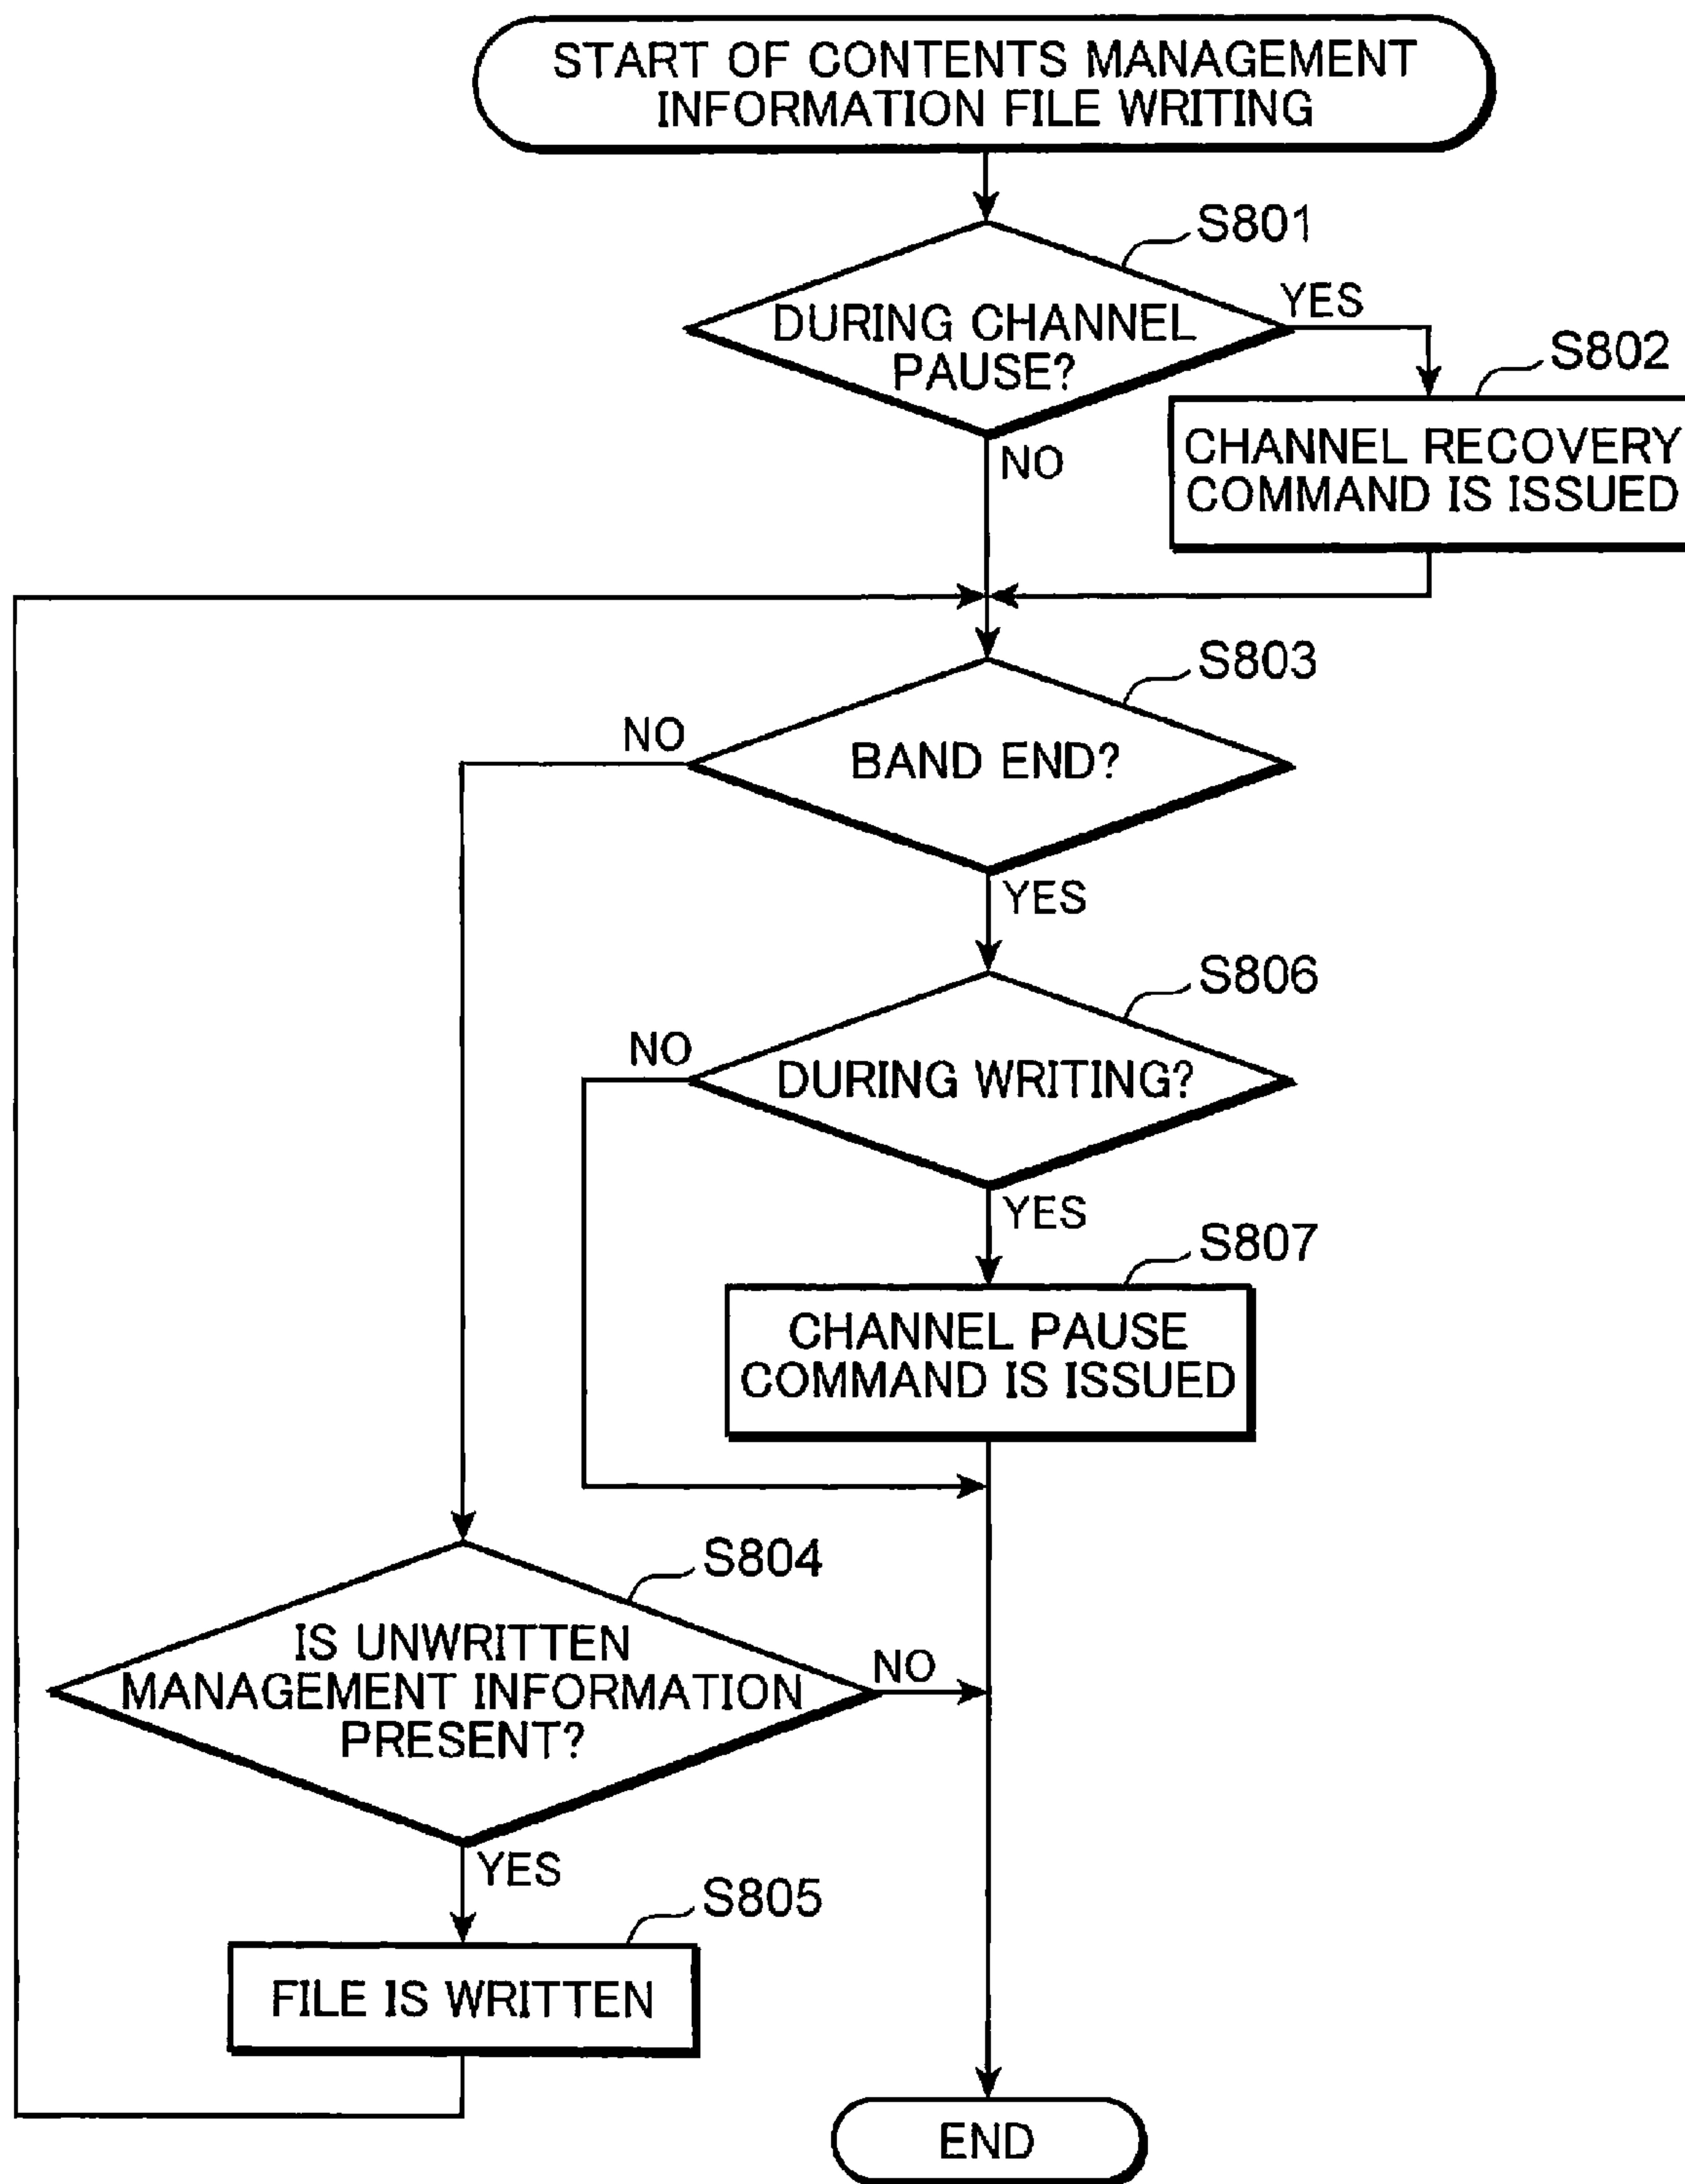 START OF CONTENTS MANAGEMENT
INFORMATION FILE WRITING
S801
DURING CHANNEL
PAUSE?
YES
NO
S802
CHANNEL RECOVERY
COMMAND IS ISSUED
S803
BAND END?
NO
YES
S806
DURING WRITING?
NO
YES
S807
CHANNEL PAUSE
COMMAND IS ISSUED
S804
IS UNWRITTEN
MANAGEMENT INFORMATION
PRESENT?
NO
YES
S805
FILE IS WRITTEN
END